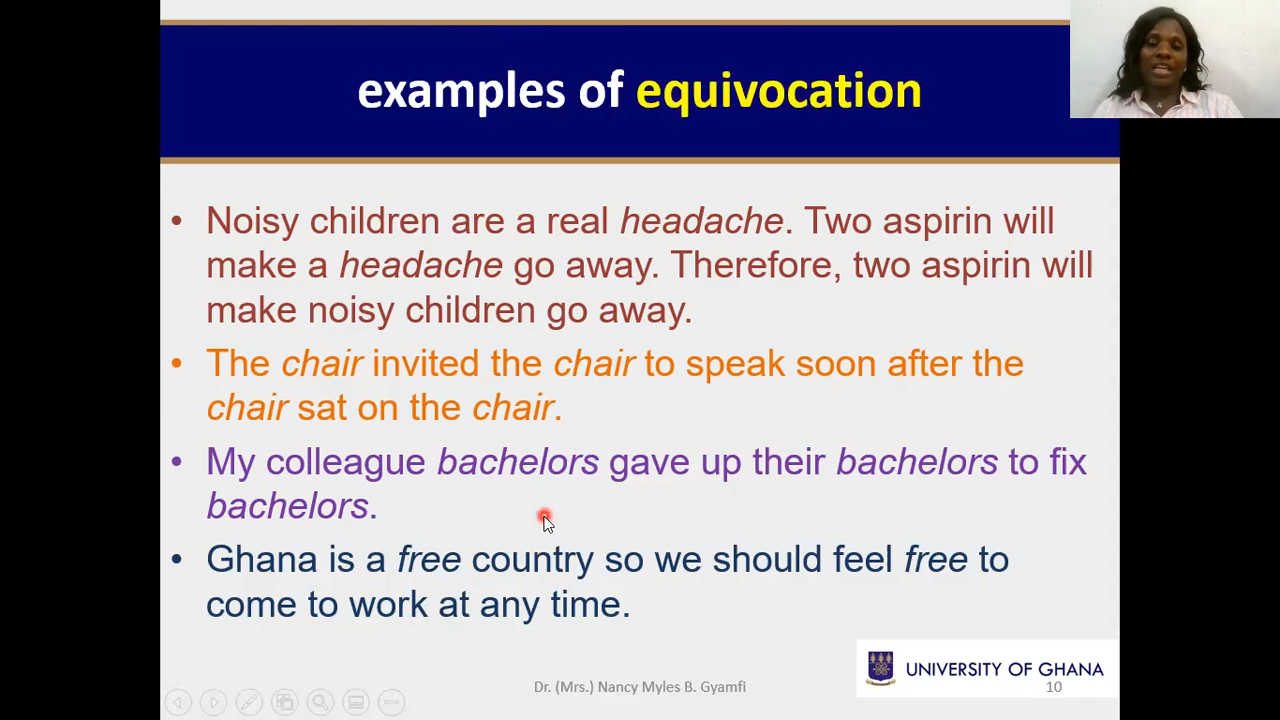 examples of equivocation
• Noisy children are a real headache. Two aspirin will
make a headache go away. Therefore, two aspirin will
make noisy children go away.
• The chair invited the chair to speak soon after the
chair sat on the chair.
• My colleague bachelors gave up their bachelors to fix
bachelors.
• Ghana is a free country so we should feel free to
come to work at any time.
UNIVERSITY OF GHANA
Dr. (Mrs.) Nancy Myles B. Gyamfi
10